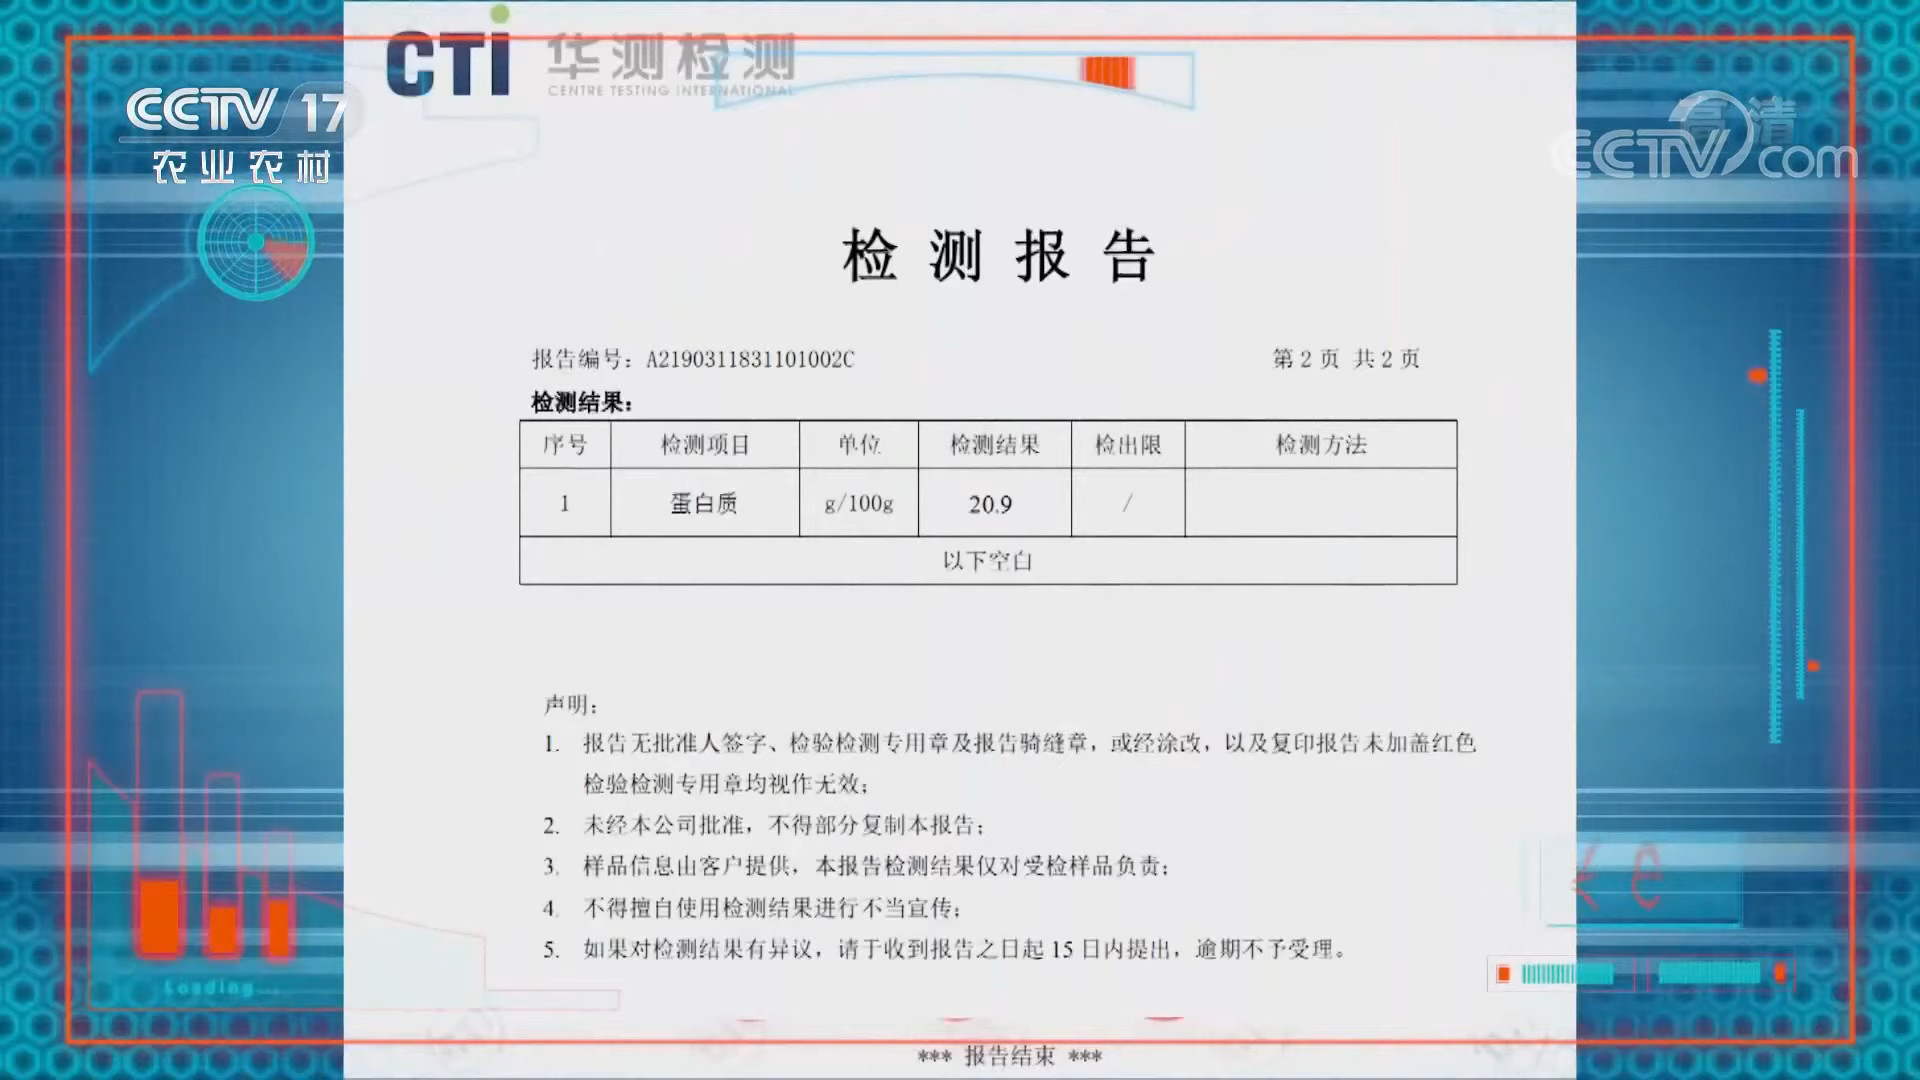 CTI 华测检测
CENTRE TESTING INTERNATIONAL
CCTV 17
农业农村
高清
CCTV com
检测报告
报告编号：A2190311831101002C 第 2 页 共 2 页
检测结果：
序号 检测项目 单位 检测结果 检出限 检测方法
1 蛋白质 g/100g 20.9 /
以下空白
声明：
1. 报告无批准人签字、检验检测专用章及报告骑缝章，或经涂改，以及复印报告未加盖红色
检验检测专用章均视作无效；
2. 未经本公司批准，不得部分复制本报告；
3. 样品信息由客户提供，本报告检测结果仅对受检样品负责；
4. 不得擅自使用检测结果进行不当宣传；
5. 如果对检测结果有异议，请于收到报告之日起 15 日内提出，逾期不予受理。
Loading...
*** 报告结束 ***